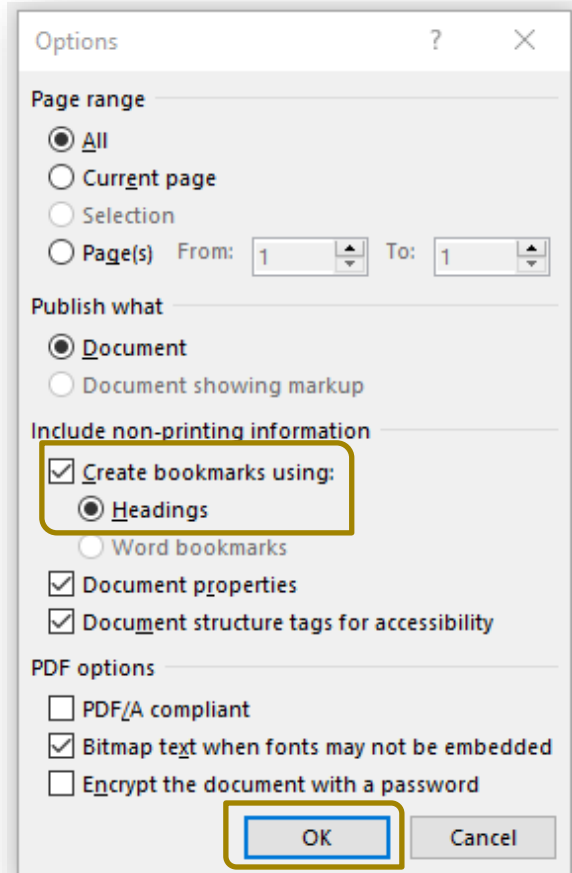 Options ?
Page range
All
Current page
Selection
Page(s) From: 1 To: 1
Publish what
Document
Document showing markup
Include non-printing information
Create bookmarks using:
Headings
Word bookmarks
Document properties
Document structure tags for accessibility
PDF options
PDF/A compliant
Bitmap text when fonts may not be embedded
Encrypt the document with a password
OK Cancel